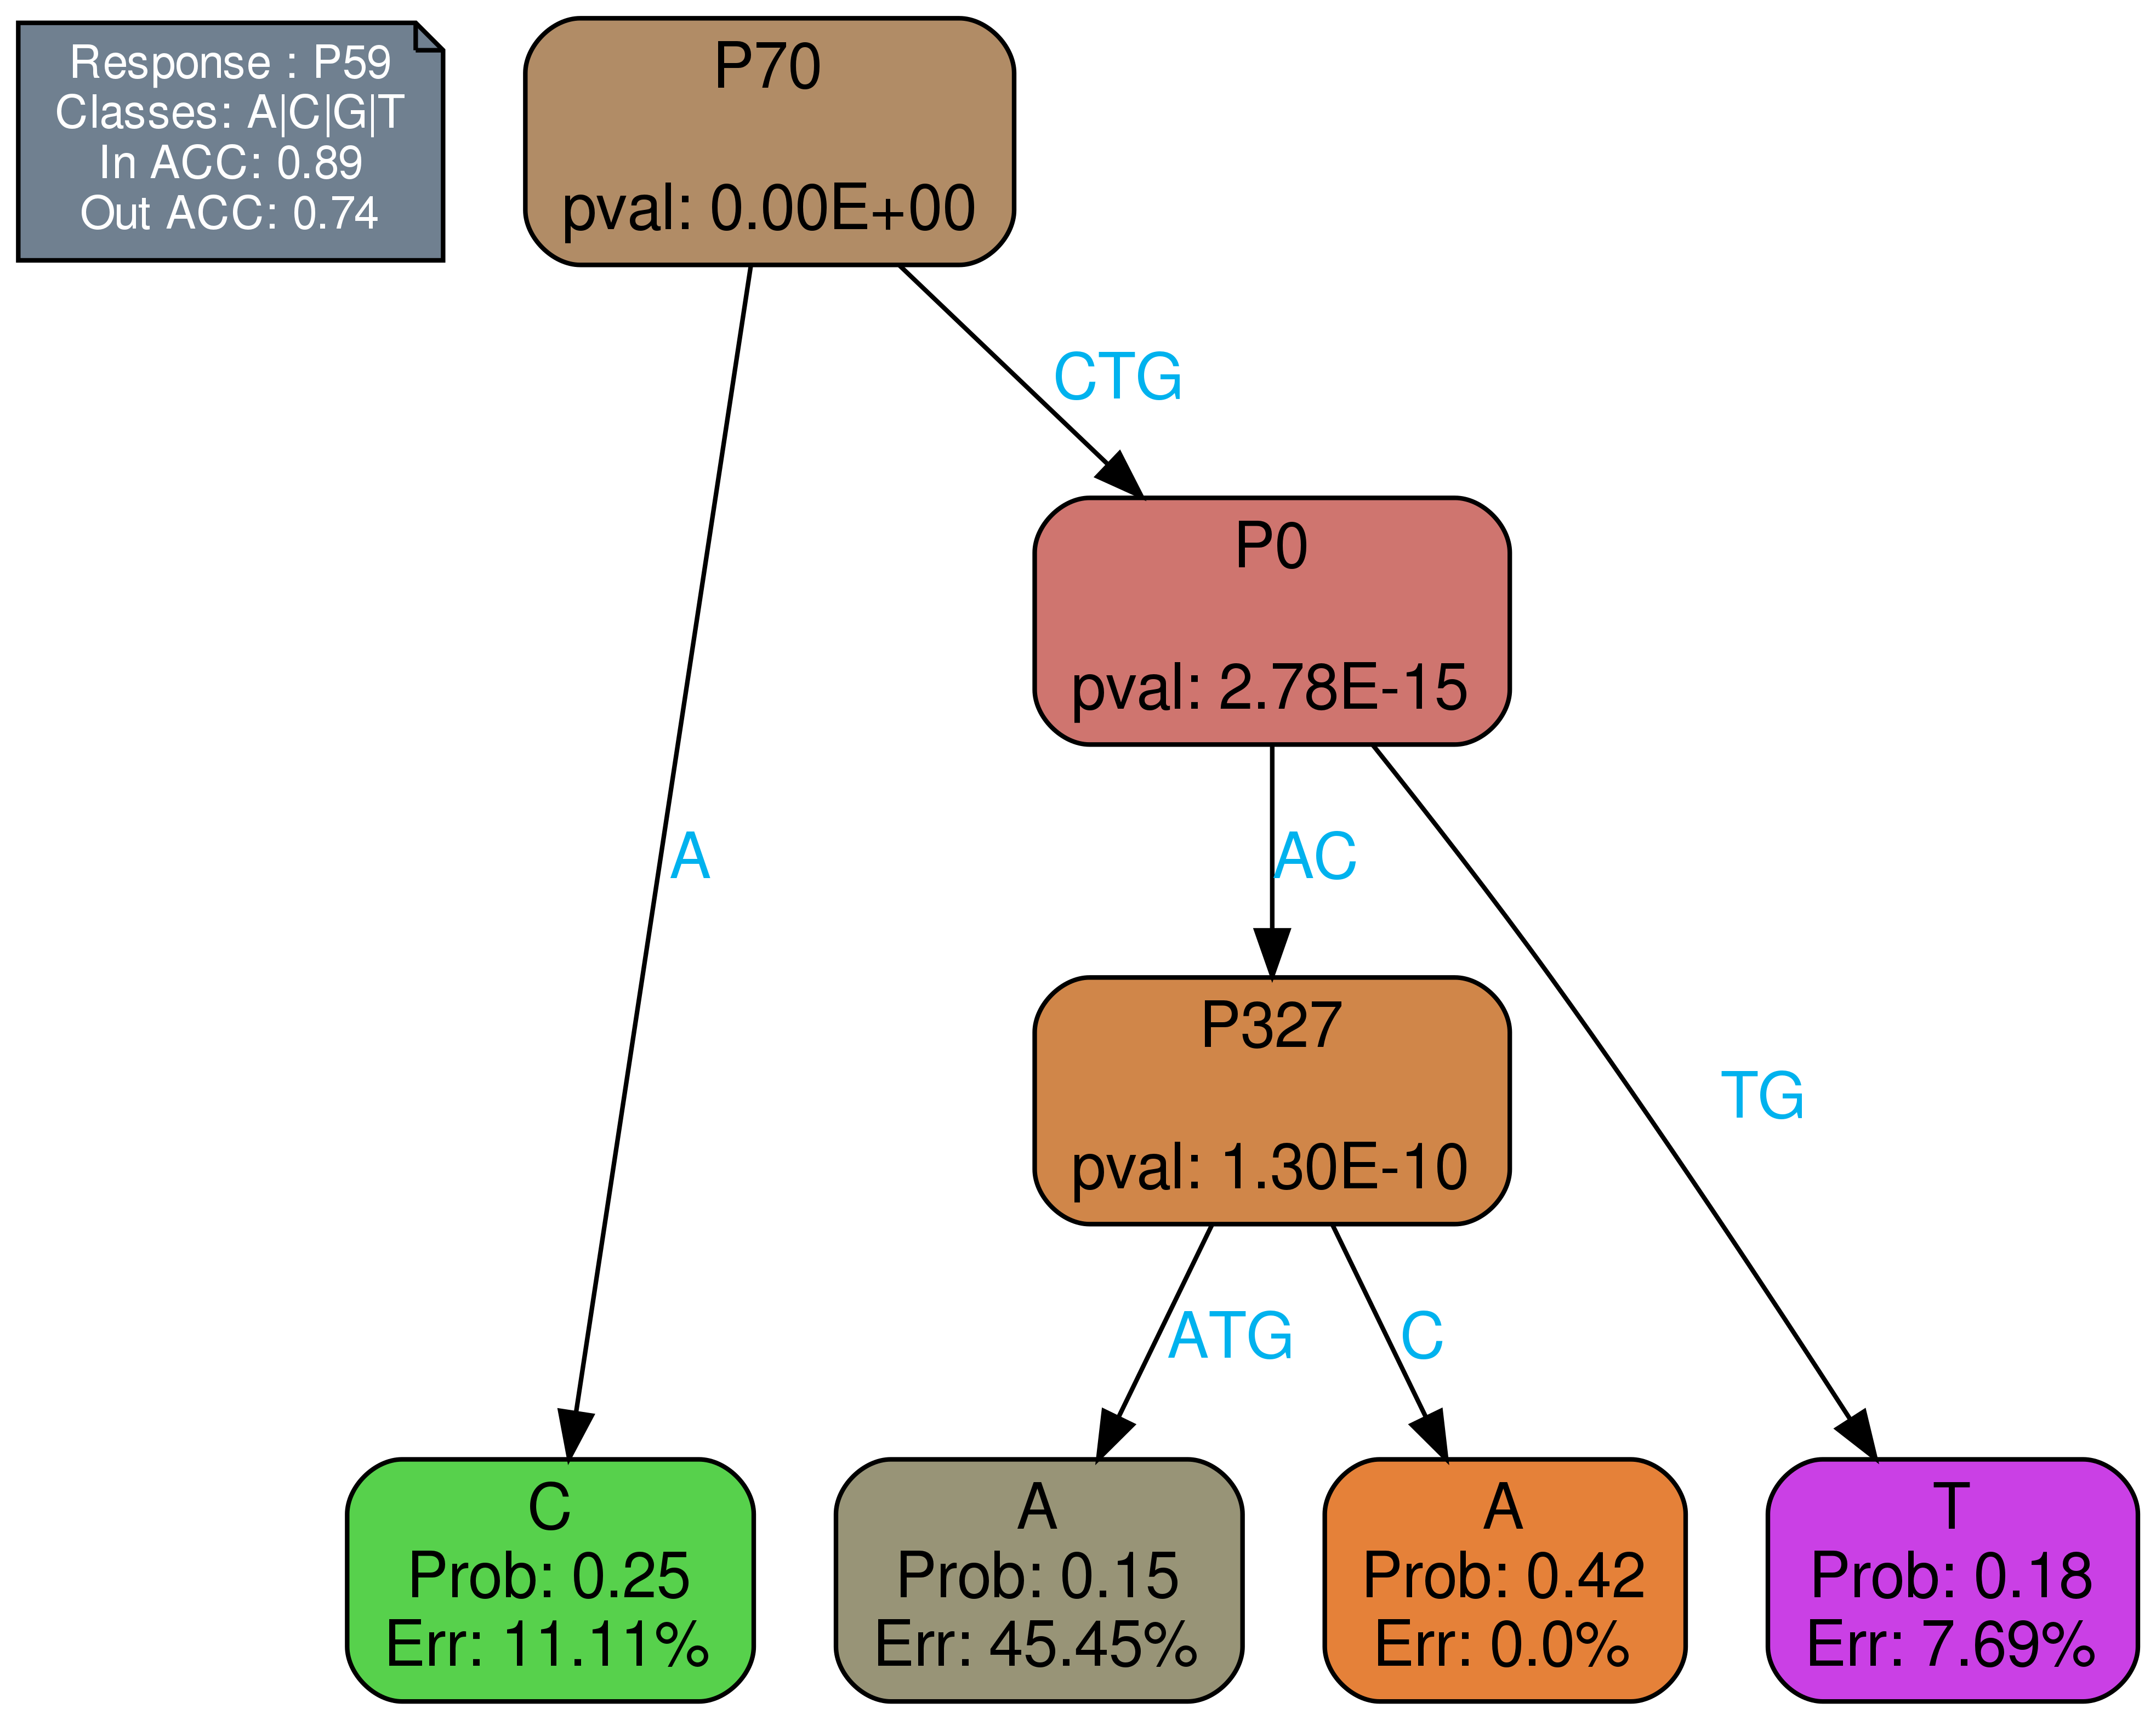 Response : P59
Classes: A|C|G|T
In ACC: 0.89
Out ACC: 0.74
P70
pval: 0.00E+00
CTG
P0
pval: 2.78E-15
A
AC
P327
pval: 1.30E-10
TG
ATG
C
C
Prob: 0.25
Err: 11.11%
A
Prob: 0.15
Err: 45.45%
A
Prob: 0.42
Err: 0.0%
T
Prob: 0.18
Err: 7.69%